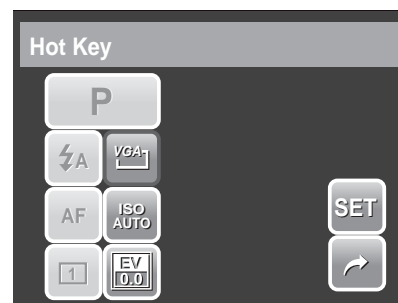 Hot Key
P
A VGA
AF ISO AUTO SET
1 EV 0.0